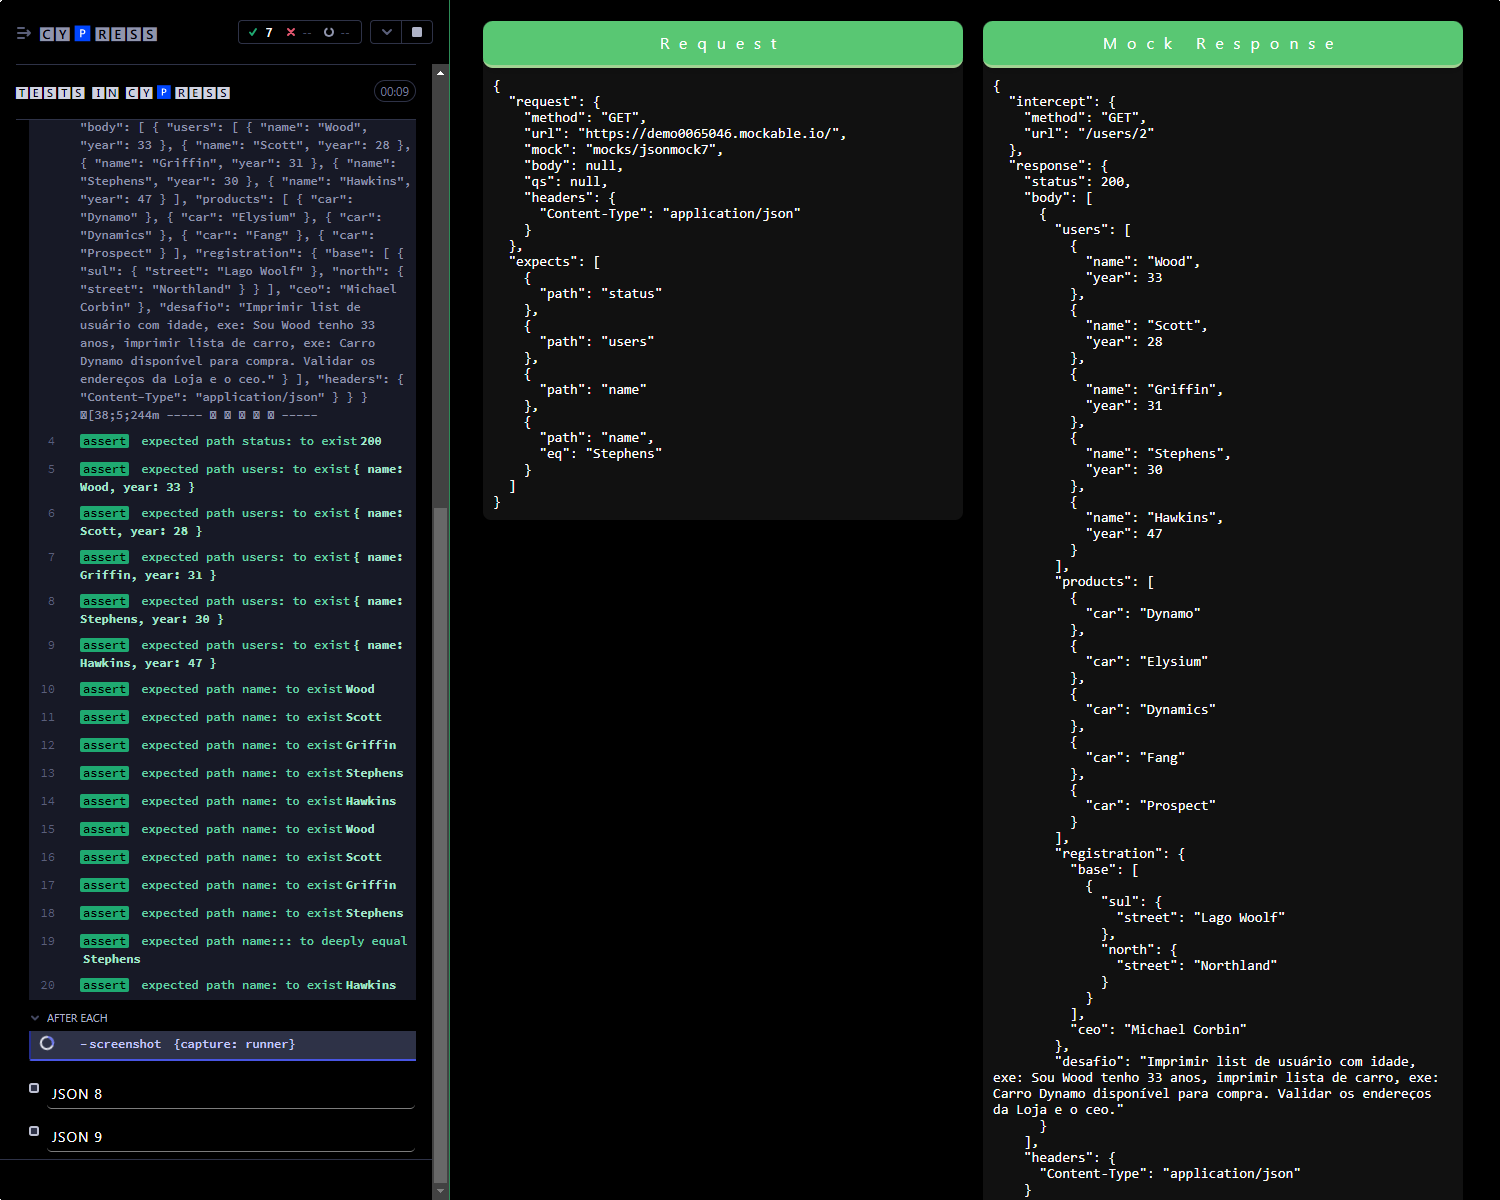 CYPRESS
7 -- --
TESTS IN CYPRESS
00:09
"body": [ { "users": [ { "name": "Wood",
"year": 33 }, { "name": "Scott", "year": 28 },
{ "name": "Griffin", "year": 31 }, { "name":
"Stephens", "year": 30 }, { "name": "Hawkins",
"year": 47 } ], "products": [ { "car":
"Dynamo" }, { "car": "Elysium" }, { "car":
"Dynamics" }, { "car": "Fang" }, { "car":
"Prospect" } ], "registration": { "base": [ {
"sul": { "street": "Lago Woolf" }, "north": {
"street": "Northland" } } ], "ceo": "Michael
Corbin" }, "desafio": "Imprimir list de
usuário com idade, exe: Sou Wood tenho 33
anos, imprimir lista de carro, exe: Carro
Dynamo disponível para compra. Validar os
endereços da Loja e o ceo." } ], "headers": {
"Content-Type": "application/json" } } }
[38;5;244m ----- -----
4 assert expected path status: to exist 200
5 assert expected path users: to exist { name:
Wood, year: 33 }
6 assert expected path users: to exist { name:
Scott, year: 28 }
7 assert expected path users: to exist { name:
Griffin, year: 31 }
8 assert expected path users: to exist { name:
Stephens, year: 30 }
9 assert expected path users: to exist { name:
Hawkins, year: 47 }
10 assert expected path name: to exist Wood
11 assert expected path name: to exist Scott
12 assert expected path name: to exist Griffin
13 assert expected path name: to exist Stephens
14 assert expected path name: to exist Hawkins
15 assert expected path name: to exist Wood
16 assert expected path name: to exist Scott
17 assert expected path name: to exist Griffin
18 assert expected path name: to exist Stephens
19 assert expected path name::: to deeply equal
Stephens
20 assert expected path name: to exist Hawkins
AFTER EACH
-screenshot {capture: runner}
JSON 8
JSON 9
Request
{
"request": {
"method": "GET",
"url": "https://demo0065046.mockable.io/",
"mock": "mocks/jsonmock7",
"body": null,
"qs": null,
"headers": {
"Content-Type": "application/json"
}
},
"expects": [
{
"path": "status"
},
{
"path": "users"
},
{
"path": "name"
},
{
"path": "name",
"eq": "Stephens"
}
]
}
Mock Response
{
"intercept": {
"method": "GET",
"url": "/users/2"
},
"response": {
"status": 200,
"body": [
{
"users": [
{
"name": "Wood",
"year": 33
},
{
"name": "Scott",
"year": 28
},
{
"name": "Griffin",
"year": 31
},
{
"name": "Stephens",
"year": 30
},
{
"name": "Hawkins",
"year": 47
}
],
"products": [
{
"car": "Dynamo"
},
{
"car": "Elysium"
},
{
"car": "Dynamics"
},
{
"car": "Fang"
},
{
"car": "Prospect"
}
],
"registration": {
"base": [
{
"sul": {
"street": "Lago Woolf"
},
"north": {
"street": "Northland"
}
}
],
"ceo": "Michael Corbin"
},
"desafio": "Imprimir list de usuário com idade,
exe: Sou Wood tenho 33 anos, imprimir lista de carro, exe:
Carro Dynamo disponível para compra. Validar os endereços
da Loja e o ceo."
}
],
"headers": {
"Content-Type": "application/json"
}